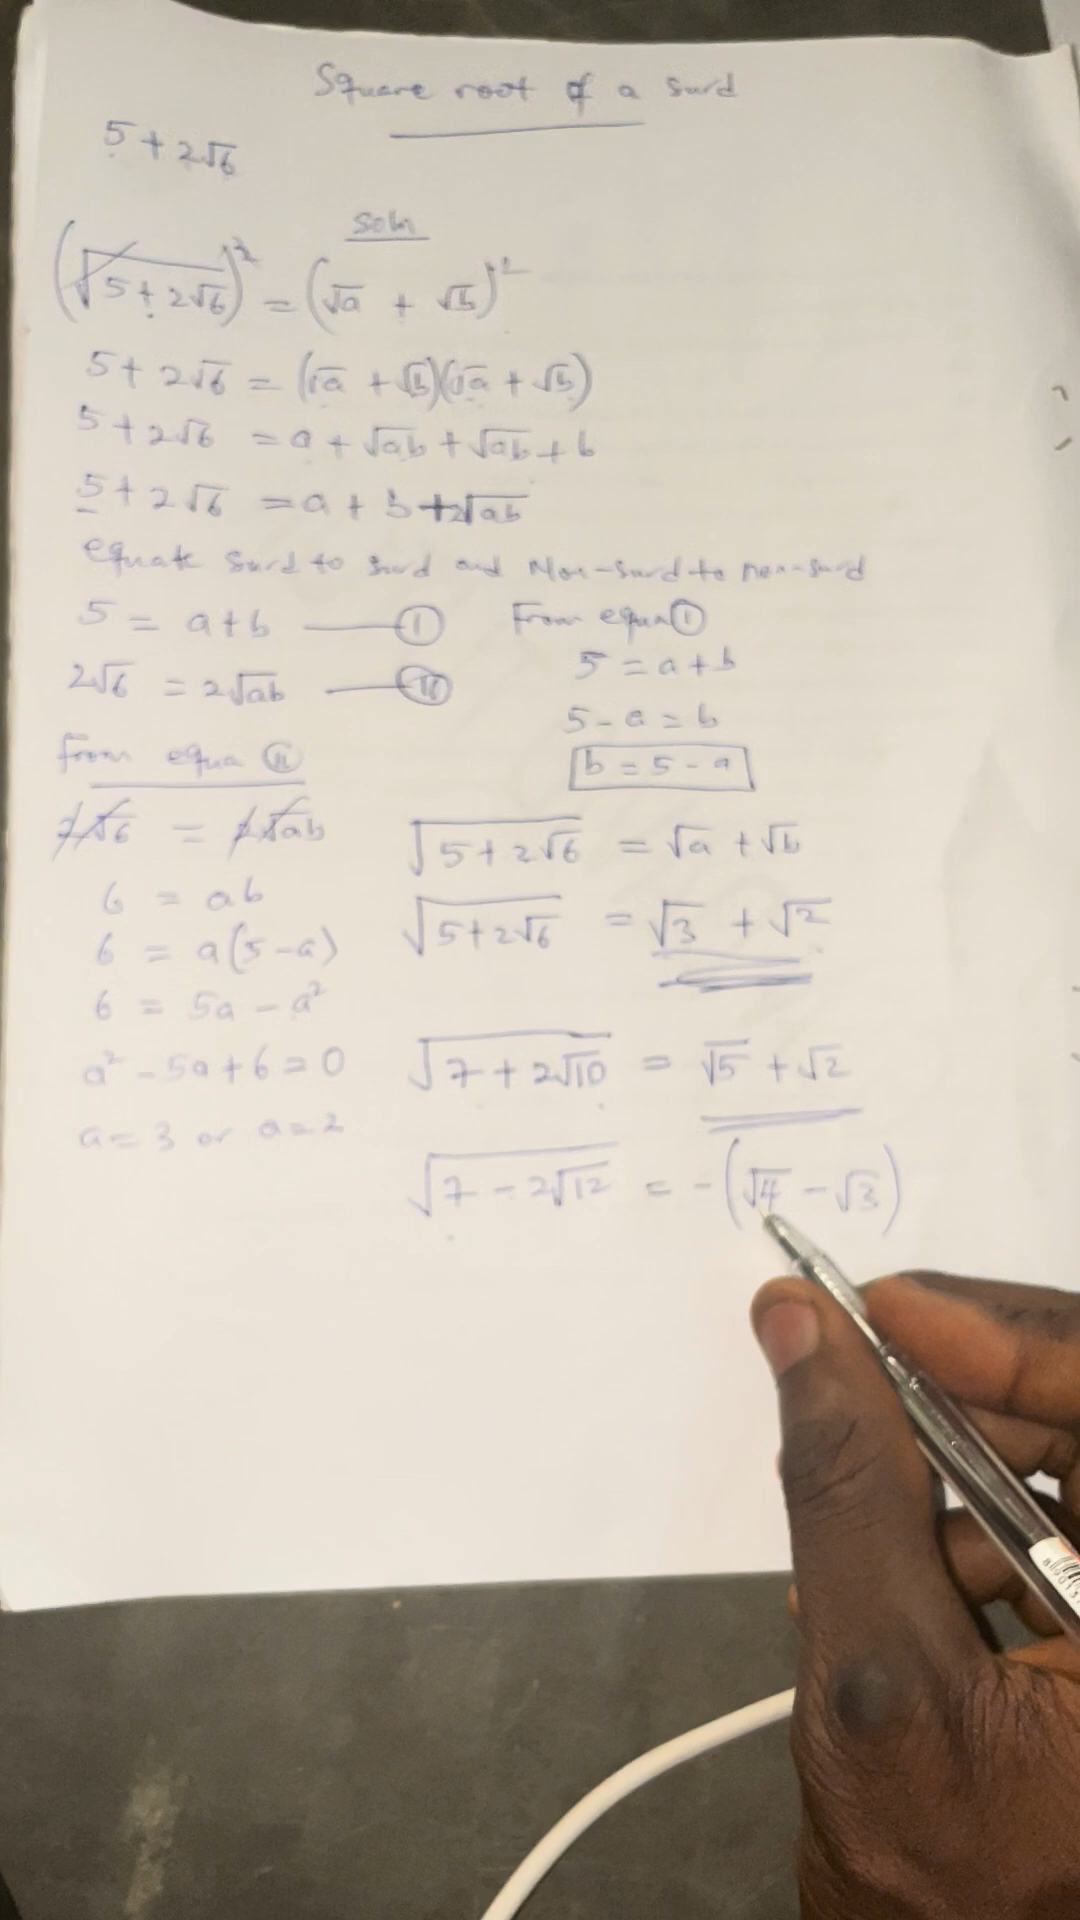 Square root of a surd
5 + 2√6
soln
(√(5 + 2√6))² = (√a + √b)²
5 + 2√6 = (√a + √b)(√a + √b)
5 + 2√6 = a + √ab + √ab + b
5 + 2√6 = a + b + 2√ab
equate surd to surd and Non-surd to non-surd
5 = a + b —— (I)
2√6 = 2√ab —— (II)
from equa (II)
2√6 = 2√ab
6 = ab
6 = a(5 - a)
6 = 5a - a²
a² - 5a + 6 = 0
a = 3 or a = 2
From equa (I)
5 = a + b
5 - a = b
b = 5 - a
√(5 + 2√6) = √a + √b
√(5 + 2√6) = √3 + √2
√(7 + 2√10) = √5 + √2
√(7 - 2√12) = -(√4 - √3)